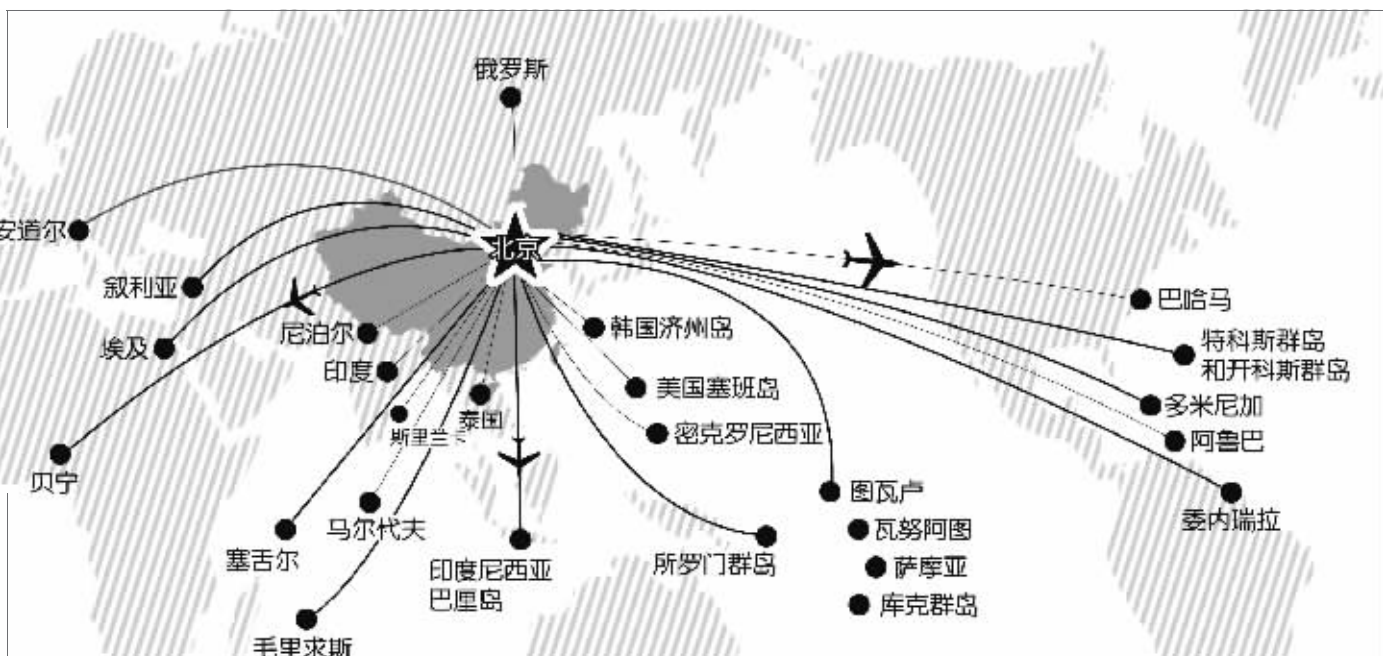 俄罗斯
安道尔
北京
叙利亚
巴哈马
尼泊尔
韩国济州岛
埃及
特科斯群岛
和开科斯群岛
印度
美国塞班岛
多米尼加
斯里兰卡
泰国
密克罗尼西亚
阿鲁巴
贝宁
图瓦卢
委内瑞拉
马尔代夫
瓦努阿图
塞舌尔
印度尼西亚
巴厘岛
所罗门群岛
萨摩亚
库克群岛
毛里求斯